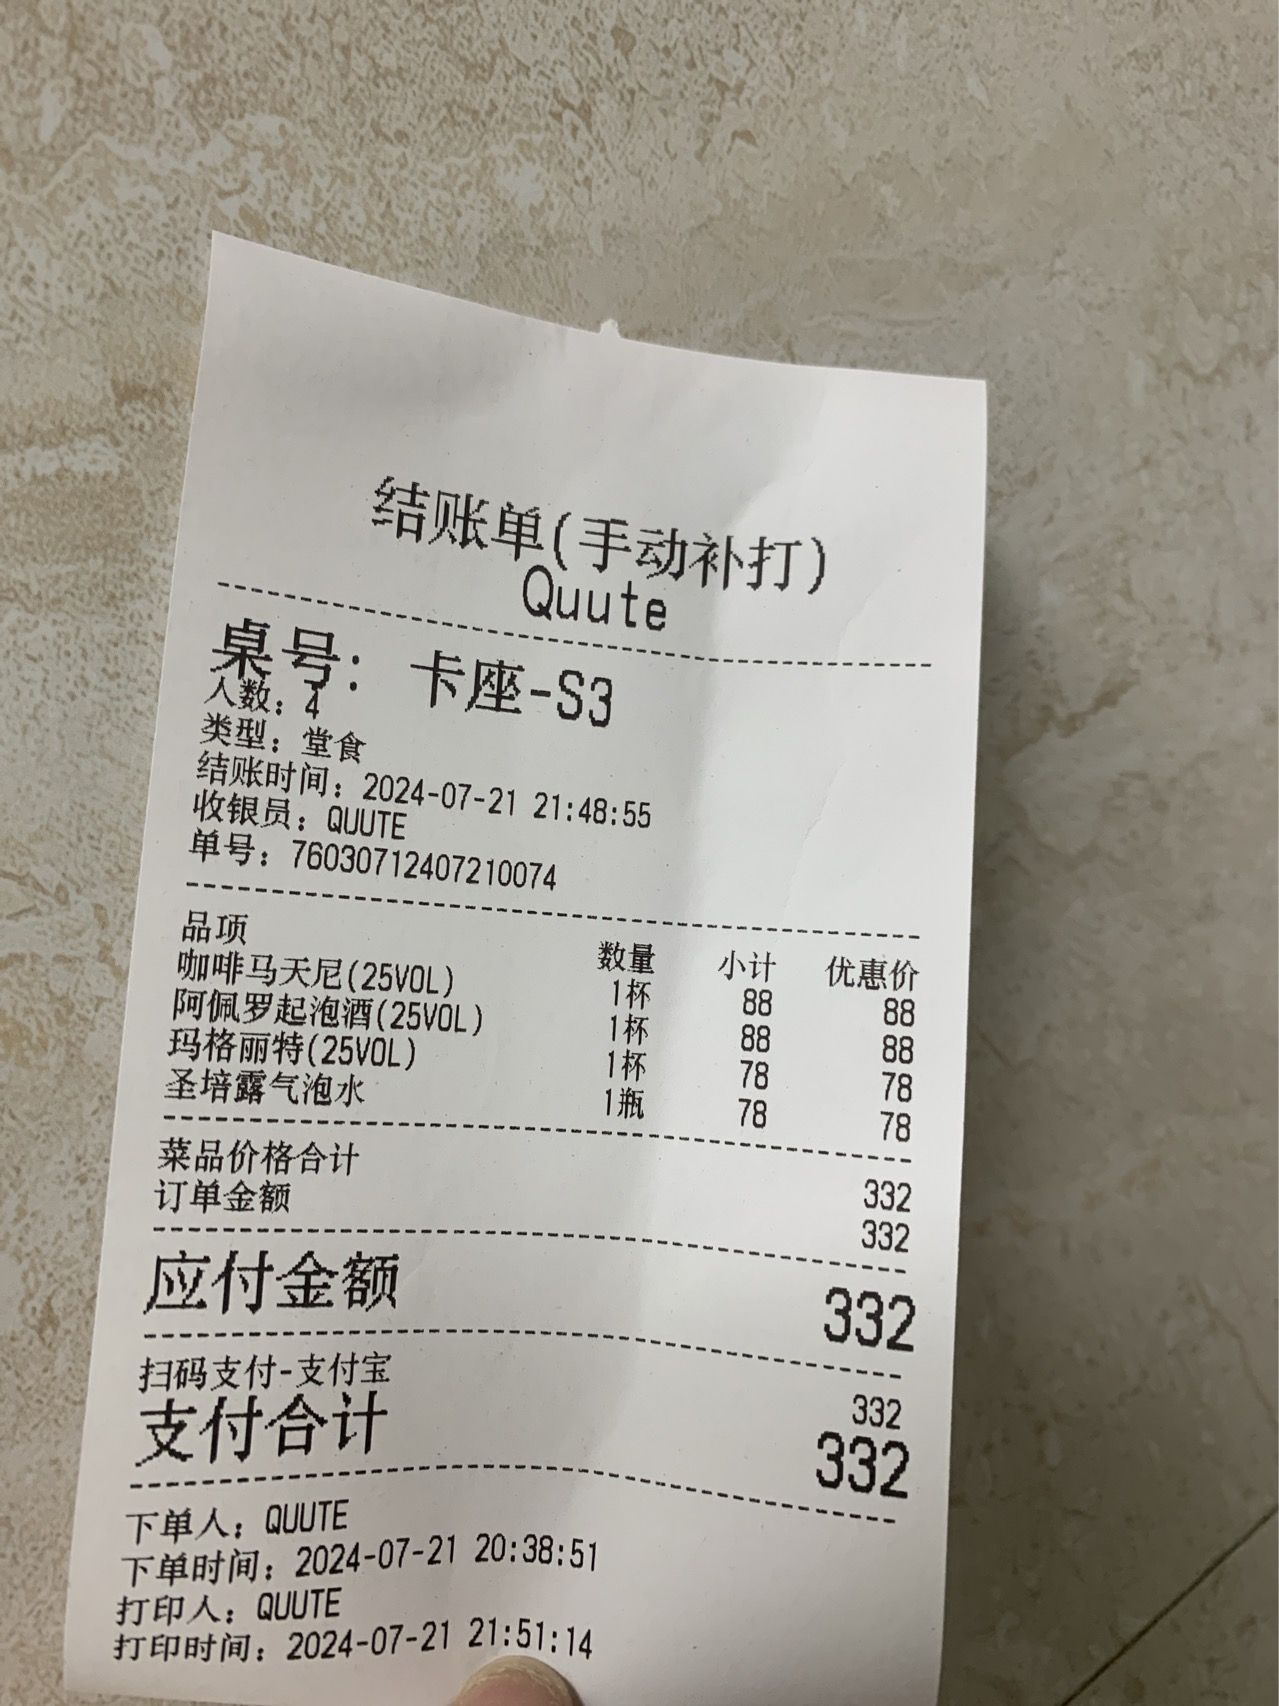 结账单(手动补打)
Quute
桌号: 卡座-S3
人数: 4
类型: 堂食
结账时间: 2024-07-21 21:48:55
收银员: QUUTE
单号: 76030712407210074
品项 数量 小计 优惠价
咖啡马天尼(25VOL) 1杯 88 88
阿佩罗起泡酒(25VOL) 1杯 88 88
玛格丽特(25VOL) 1杯 78 78
圣培露气泡水 1瓶 78 78
菜品价格合计 332
订单金额 332
应付金额 332
扫码支付-支付宝 332
支付合计 332
下单人: QUUTE
下单时间: 2024-07-21 20:38:51
打印人: QUUTE
打印时间: 2024-07-21 21:51:14